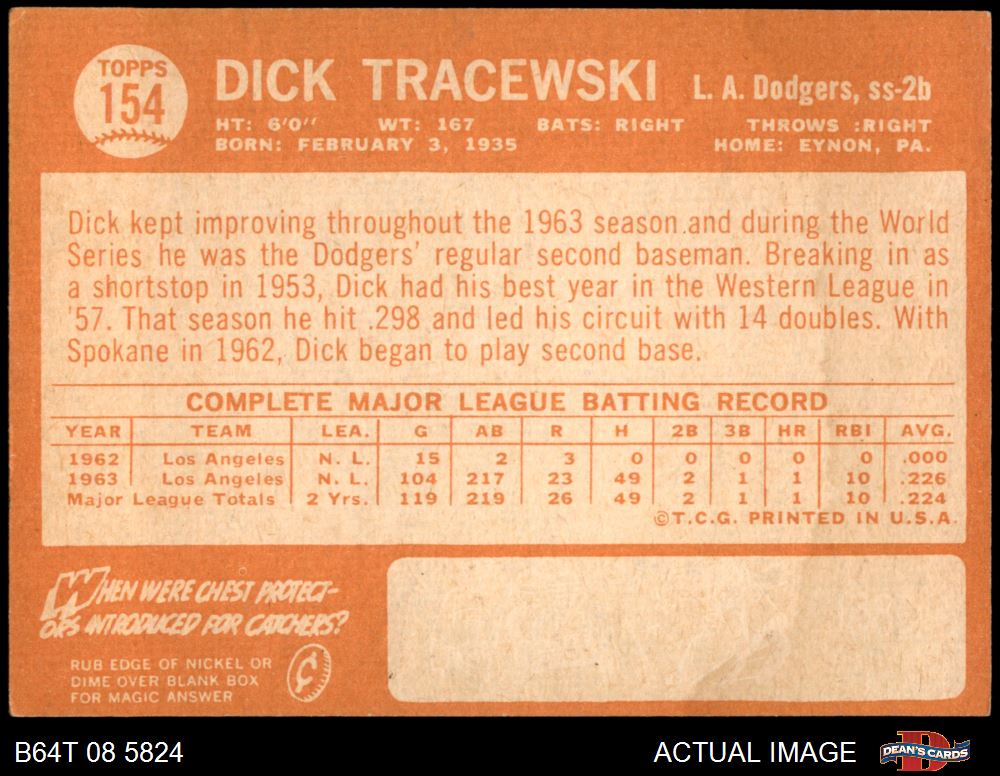 TOPPS
154
DICK TRACEWSKI L. A. Dodgers, ss-2b
HT: 6'0" WT: 167 BATS: RIGHT THROWS :RIGHT
BORN: FEBRUARY 3, 1935 HOME: EYNON, PA.
Dick kept improving throughout the 1963 season.and during the World
Series he was the Dodgers' regular second baseman. Breaking in as
a shortstop in 1953, Dick had his best year in the Western League in
'57. That season he hit .298 and led his circuit with 14 doubles. With
Spokane in 1962, Dick began to play second base.
COMPLETE MAJOR LEAGUE BATTING RECORD
YEAR TEAM LEA. G AB R H 2B 3B HR RBI AVG.
1962 Los Angeles N. L. 15 2 3 0 0 0 0 0 .000
1963 Los Angeles N. L. 104 217 23 49 2 1 1 10 .226
Major League Totals 2 Yrs. 119 219 26 49 2 1 1 10 .224
©T.C.G. PRINTED IN U.S.A.
WHEN WERE CHEST PROTECT-
ORS INTRODUCED FOR CATCHERS?
RUB EDGE OF NICKEL OR
DIME OVER BLANK BOX
FOR MAGIC ANSWER
¢
B64T 08 5824 ACTUAL IMAGE D DEAN'S CARDS